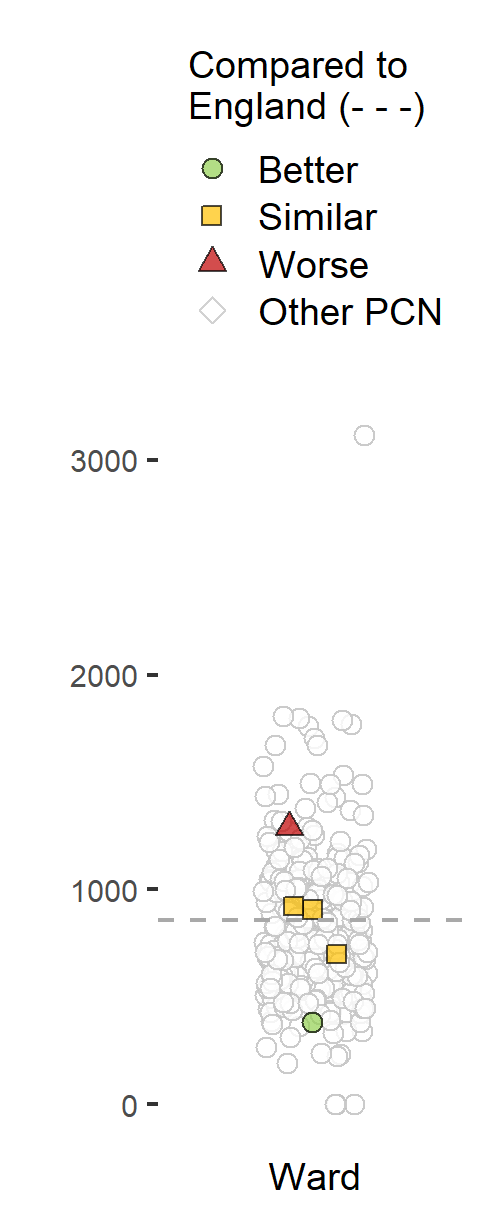 Compared to
England (- - -)
Better
Similar
Worse
Other PCN
3000
2000
1000
0
Ward